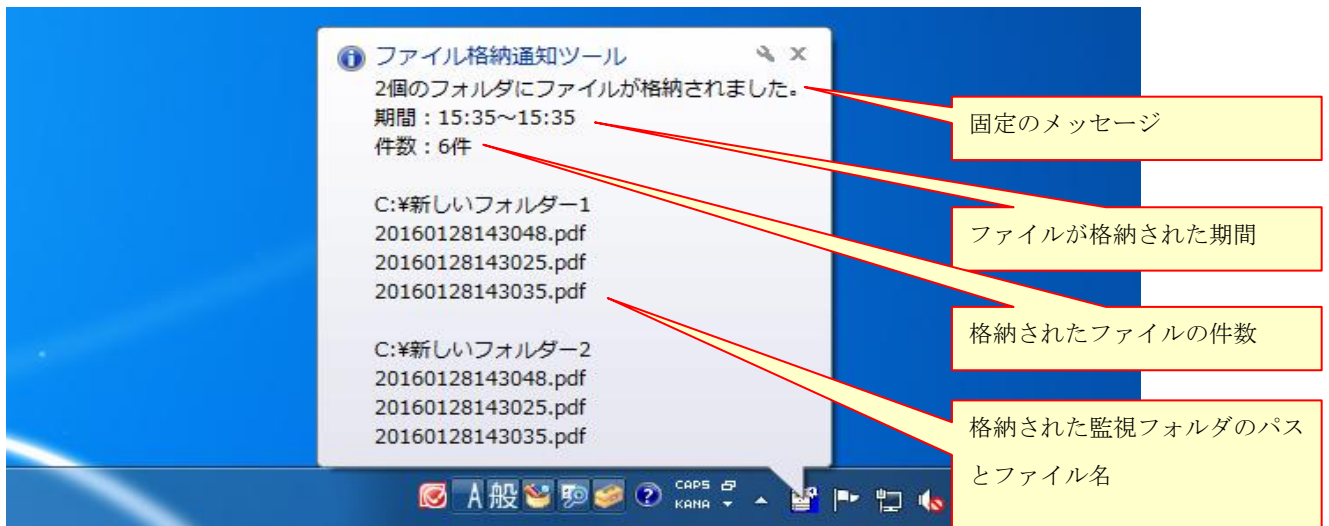 ファイル格納通知ツール
2個のフォルダにファイルが格納されました。
期間：15:35～15:35
件数：6件
C:¥新しいフォルダー1
20160128143048.pdf
20160128143025.pdf
20160128143035.pdf
C:¥新しいフォルダー2
20160128143048.pdf
20160128143025.pdf
20160128143035.pdf
固定のメッセージ
ファイルが格納された期間
格納されたファイルの件数
格納された監視フォルダのパス
とファイル名
A 般 CAPS
KANA